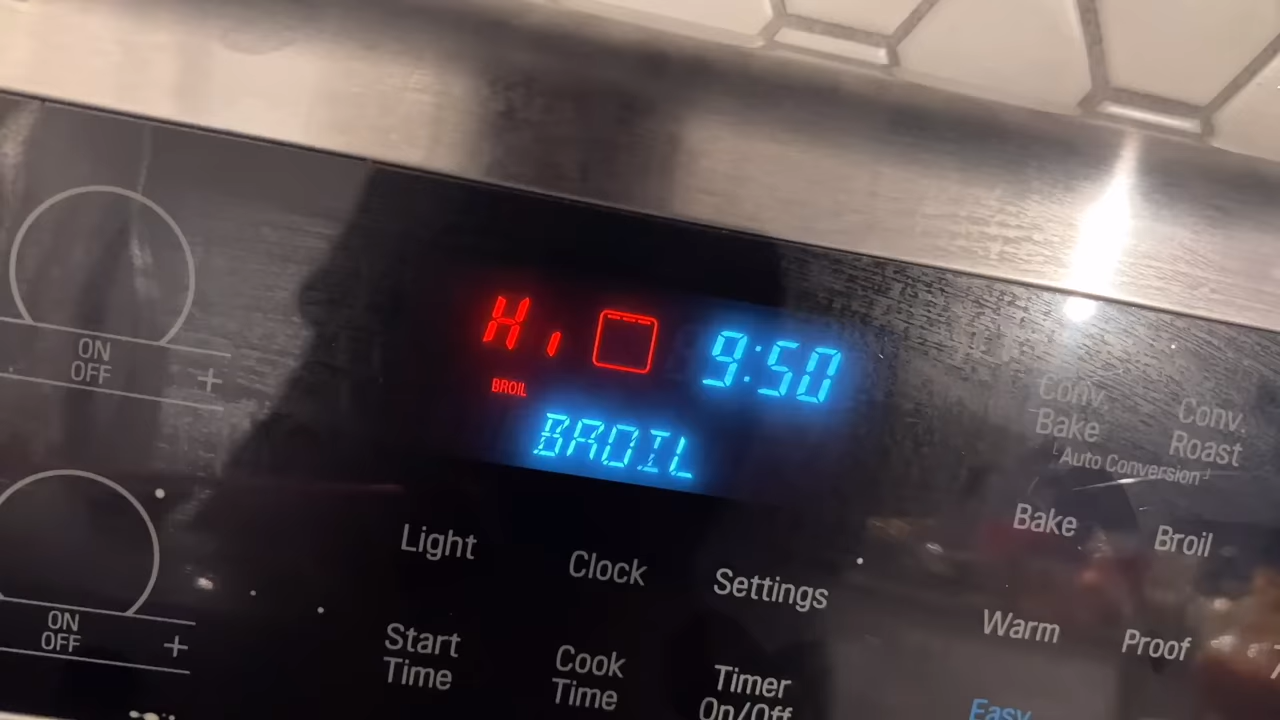 Hi 9:50
BROIL
BROIL
ON
OFF
+
ON
OFF
+
Light
Clock
Settings
Start
Time
Cook
Time
Timer
On/Off
Conv.
Bake
Conv.
Roast
Auto Conversion
Bake
Broil
Warm
Proof
Easy